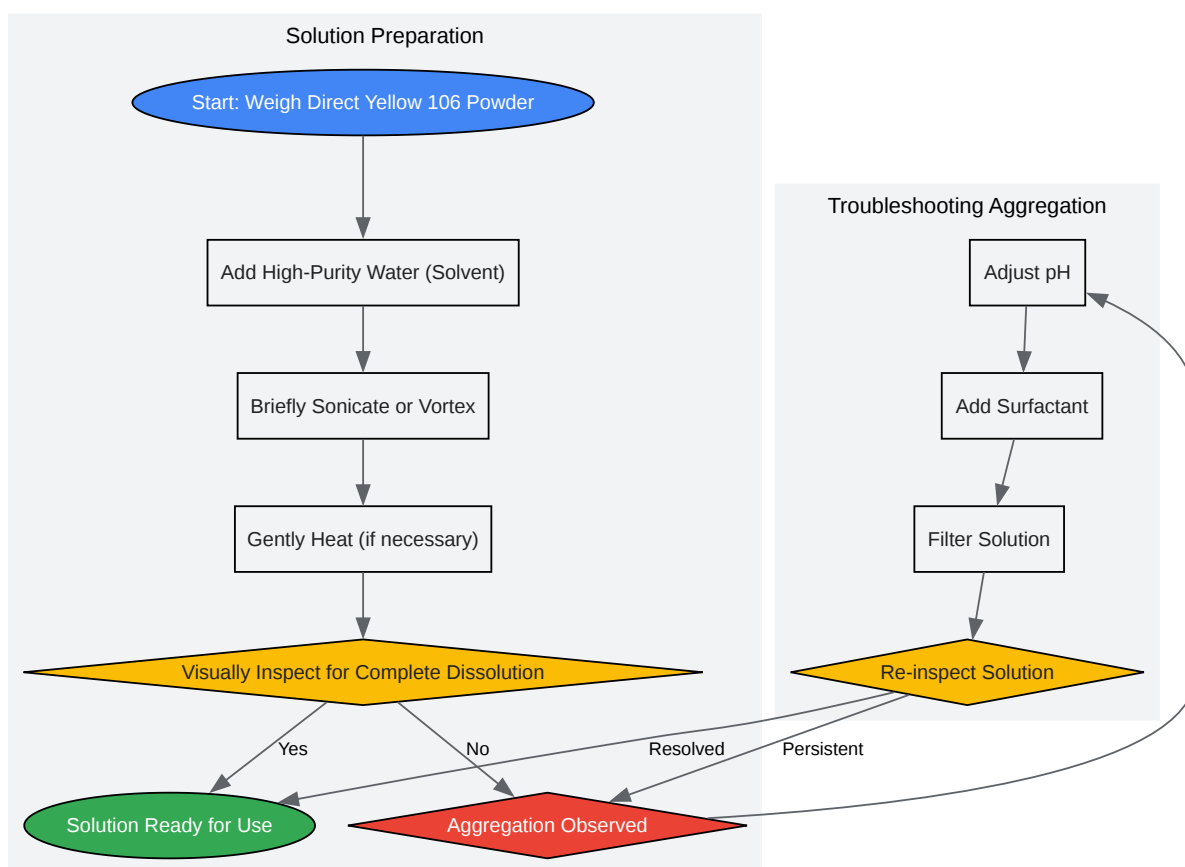 Solution Preparation
Start: Weigh Direct Yellow 106 Powder
Add High-Purity Water (Solvent)
Briefly Sonicate or Vortex
Gently Heat (if necessary)
Visually Inspect for Complete Dissolution
Yes
No
Solution Ready for Use
Aggregation Observed
Troubleshooting Aggregation
Adjust pH
Add Surfactant
Filter Solution
Re-inspect Solution
Resolved
Persistent